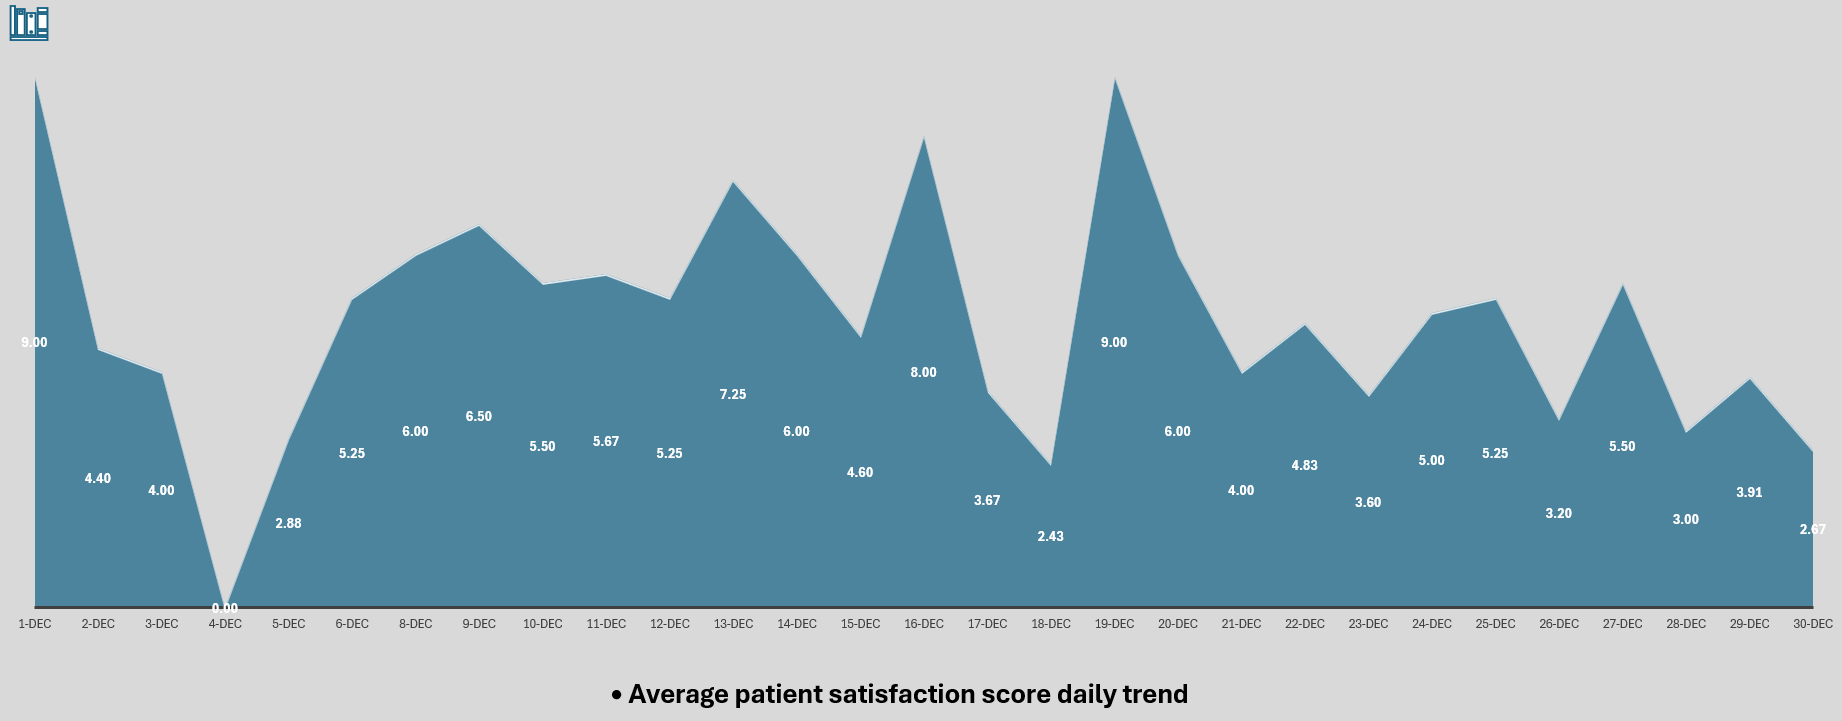 9.00 4.40 4.00 0.00 2.88 5.25 6.00 6.50 5.50 5.67 5.25 7.25 6.00 4.60 8.00 3.67 2.43 9.00 6.00 4.00 4.83 3.60 5.00 5.25 3.20 5.50 3.00 3.91 2.67
1-DEC 2-DEC 3-DEC 4-DEC 5-DEC 6-DEC 8-DEC 9-DEC 10-DEC 11-DEC 12-DEC 13-DEC 14-DEC 15-DEC 16-DEC 17-DEC 18-DEC 19-DEC 20-DEC 21-DEC 22-DEC 23-DEC 24-DEC 25-DEC 26-DEC 27-DEC 28-DEC 29-DEC 30-DEC
• Average patient satisfaction score daily trend